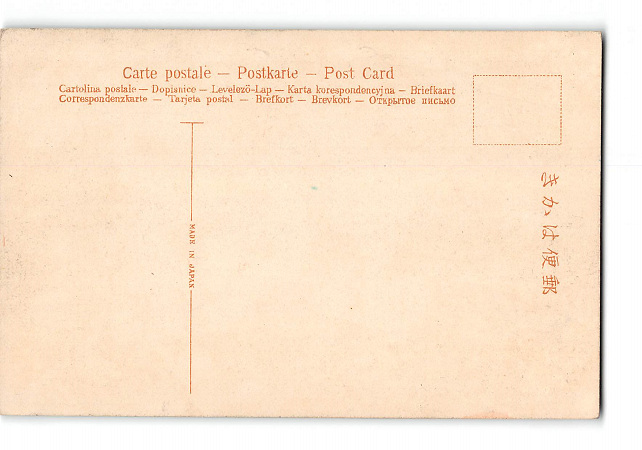 Carte postale — Postkarte — Post Card
Cartolina postale — Dopisnice — Levelező-Lap — Karta korespondencyjna — Briefkaart
Correspondenzkarte — Tarjeta postal — Brefkort — Brevkort — Открытое письмо
MADE IN JAPAN
きかは便郵